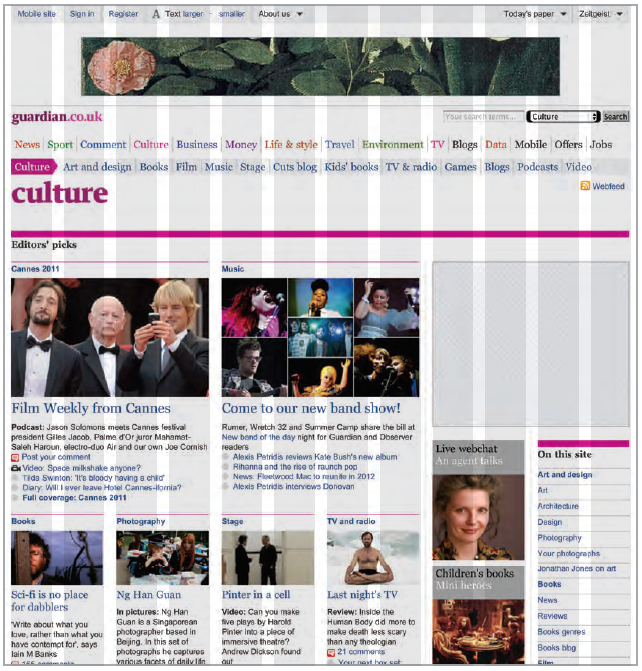 Mobile site Sign in Register A Text larger · smaller About us Today's paper Zeitgeist
guardian.co.uk
Your search terms... Culture Search
News Sport Comment Culture Business Money Life & style Travel Environment TV Blogs Data Mobile Offers Jobs
Culture Art and design Books Film Music Stage Cuts blog Kids' books TV & radio Games Blogs Podcasts Video
culture
Webfeed
Editors' picks
Cannes 2011
Film Weekly from Cannes
Podcast: Jason Solomons meets Cannes festival
president Gilles Jacob, Palme d'Or juror Mahamat-
Saleh Haroun, electro-duo Air and our own Joe Cornish
Post your comment
Video: Space milkshake anyone?
Tilda Swinton: 'It's bloody having a child'
Diary: Will I ever leave Hotel Cannes-ifornia?
Full coverage: Cannes 2011
Music
Come to our new band show!
Rumer, Wretch 32 and Summer Camp share the bill at
New band of the day night for Guardian and Observer
readers
Alexis Petridis reviews Kate Bush's new album
Rihanna and the rise of raunch pop
News: Fleetwood Mac to reunite in 2012
Alexis Petridis interviews Donovan
Books
Sci-fi is no place
for dabblers
'Write about what you
love, rather than what you
have contempt for', says
Iain M Banks
165 comments
Photography
Ng Han Guan
In pictures: Ng Han
Guan is a Singaporean
photographer based in
Beijing. In this set of
photographs he captures
various facets of daily life
Stage
Pinter in a cell
Video: Can you make
five plays by Harold
Pinter into a piece of
immersive theatre?
Andrew Dickson found
out
TV and radio
Last night's TV
Review: Inside the
Human Body did more to
make death less scary
than any theologian
21 comments
Your next box set:
Live webchat
An agent talks
Children's books
Mini heroes
On this site
Art and design
Art
Architecture
Design
Photography
Your photographs
Jonathan Jones on art
Books
News
Reviews
Books genres
Books blog
Film